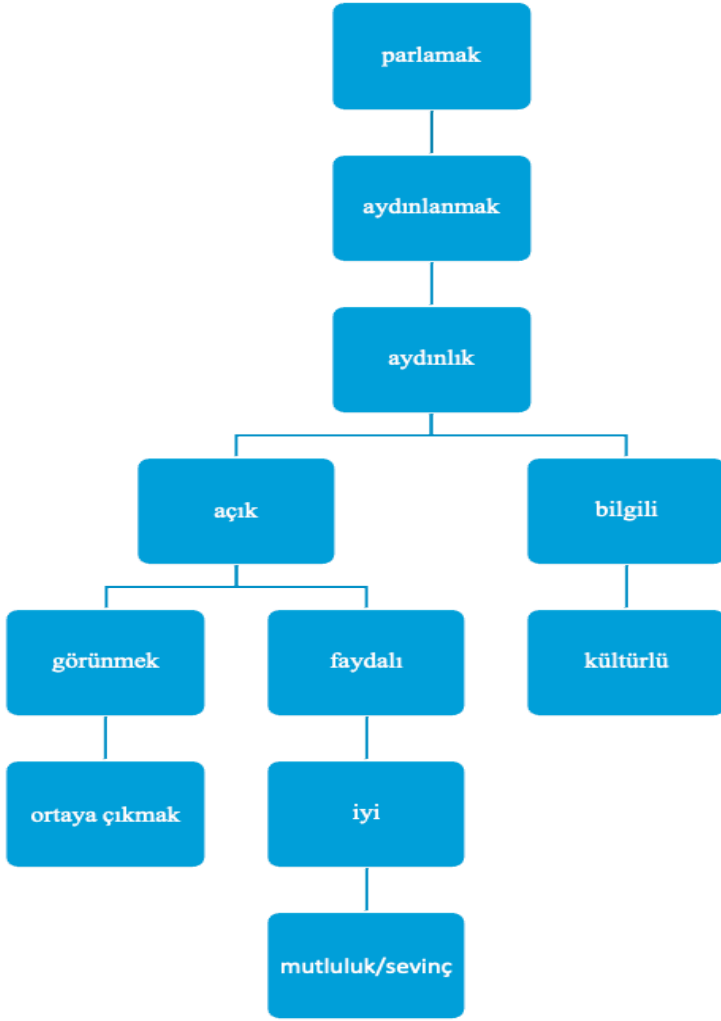 parlamak
aydınlanmak
aydınlık
açık
bilgili
görünmek
faydalı
kültürlü
ortaya çıkmak
iyi
mutluluk/sevinç